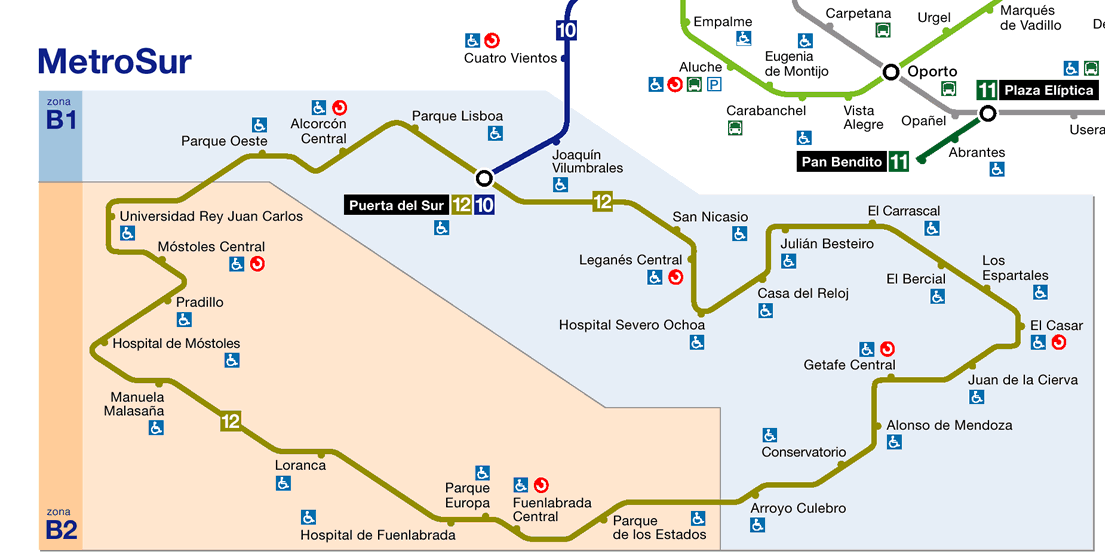 MetroSur
zona
B1
zona
B2
10
Cuatro Vientos
Empalme
Aluche
P
Eugenia
de Montijo
Carabanchel
Vista
Alegre
Carpetana
Urgel
Marqués
de Vadillo
De
Oporto
11 Plaza Elíptica
Opañel
Usera
Abrantes
Pan Bendito 11
Parque Oeste
Alcorcón
Central
Parque Lisboa
Joaquín
Vilumbrales
Puerta del Sur 12 10
12
San Nicasio
Leganés Central
Hospital Severo Ochoa
Casa del Reloj
Julián Besteiro
El Carrascal
El Bercial
Los
Espartales
El Casar
Juan de la Cierva
Getafe Central
Alonso de Mendoza
Conservatorio
Arroyo Culebro
Universidad Rey Juan Carlos
Móstoles Central
Pradillo
Hospital de Móstoles
Manuela
Malasaña
12
Loranca
Hospital de Fuenlabrada
Parque
Europa
Fuenlabrada
Central
Parque
de los Estados